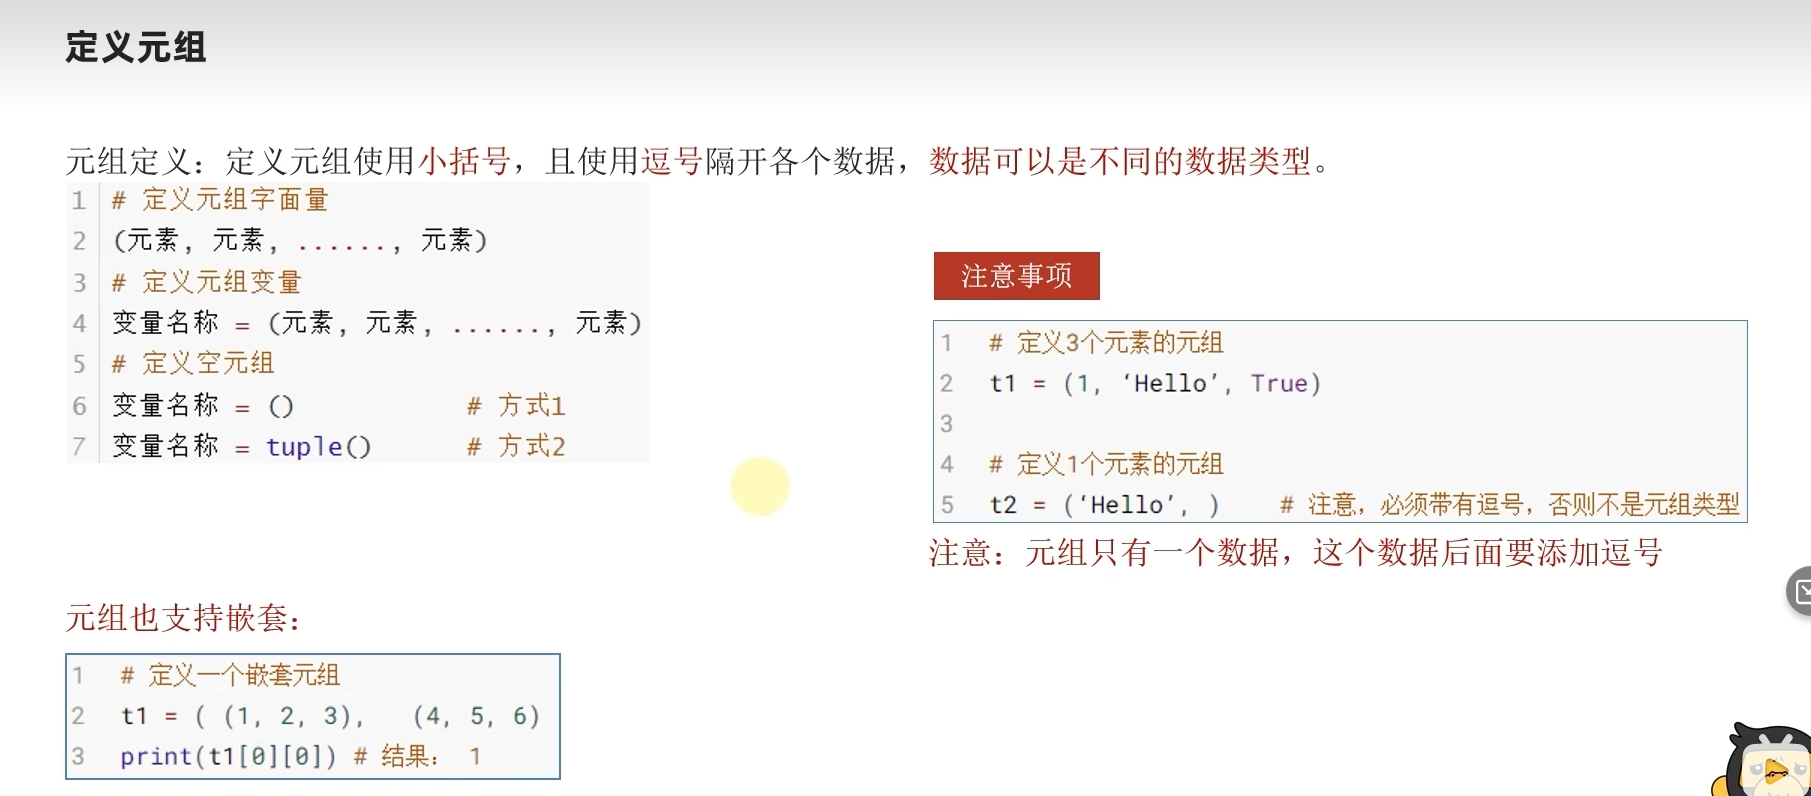 定义元组
元组定义：定义元组使用小括号，且使用逗号隔开各个数据，数据可以是不同的数据类型。
1 # 定义元组字面量
2 (元素, 元素, ......, 元素)
3 # 定义元组变量
4 变量名称 = (元素, 元素, ......, 元素)
5 # 定义空元组
6 变量名称 = () # 方式1
7 变量名称 = tuple() # 方式2
注意事项
1 # 定义3个元素的元组
2 t1 = (1, ‘Hello’, True)
3
4 # 定义1个元素的元组
5 t2 = (‘Hello’, ) # 注意，必须带有逗号，否则不是元组类型
注意：元组只有一个数据，这个数据后面要添加逗号
元组也支持嵌套：
1 # 定义一个嵌套元组
2 t1 = ( (1, 2, 3), (4, 5, 6)
3 print(t1[0][0]) # 结果： 1